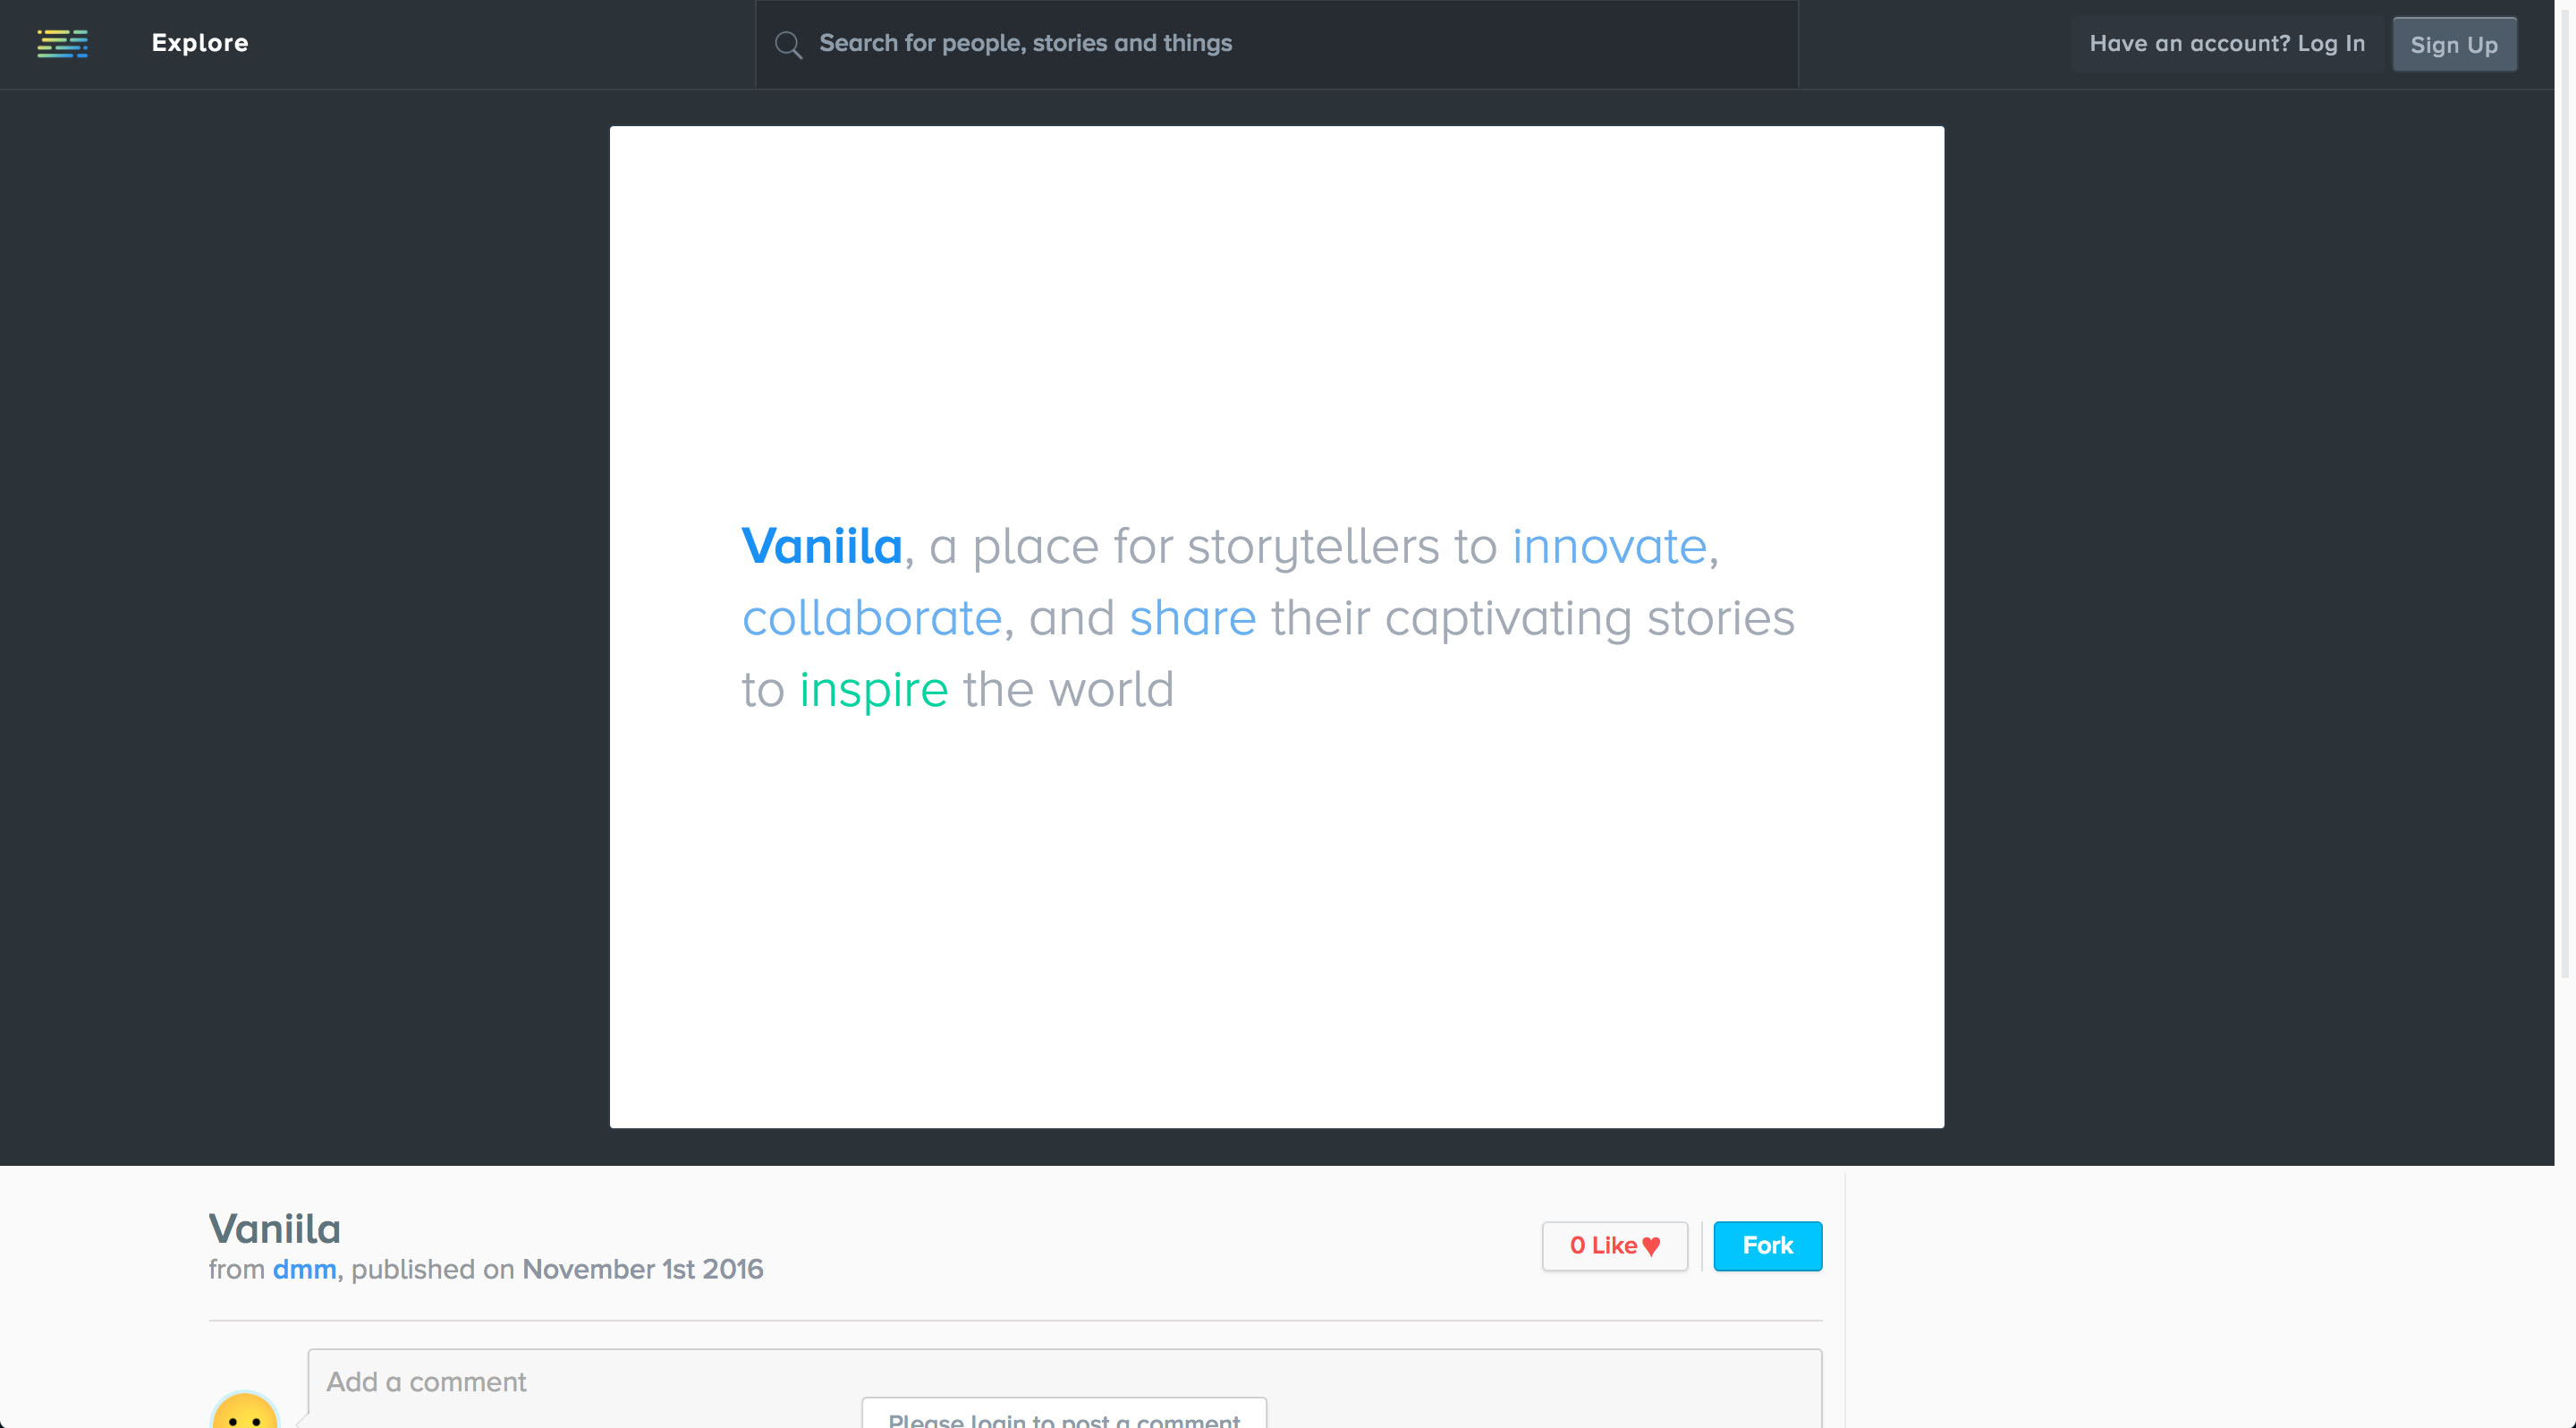 Explore
Search for people, stories and things
Have an account? Log In
Sign Up
Vaniila, a place for storytellers to innovate,
collaborate, and share their captivating stories
to inspire the world
Vaniila
from dmm, published on November 1st 2016
0 Like
Fork
Add a comment
Please login to post a comment